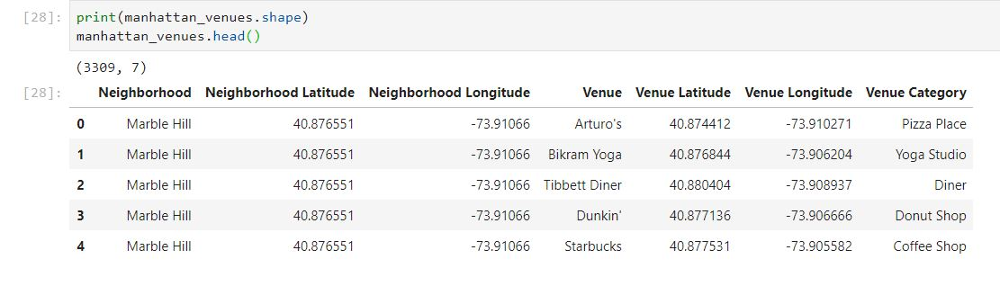 [28]: print(manhattan_venues.shape)
manhattan_venues.head()
(3309, 7)
[28]: Neighborhood Neighborhood Latitude Neighborhood Longitude Venue Venue Latitude Venue Longitude Venue Category
0 Marble Hill 40.876551 -73.91066 Arturo's 40.874412 -73.910271 Pizza Place
1 Marble Hill 40.876551 -73.91066 Bikram Yoga 40.876844 -73.906204 Yoga Studio
2 Marble Hill 40.876551 -73.91066 Tibbett Diner 40.880404 -73.908937 Diner
3 Marble Hill 40.876551 -73.91066 Dunkin' 40.877136 -73.906666 Donut Shop
4 Marble Hill 40.876551 -73.91066 Starbucks 40.877531 -73.905582 Coffee Shop